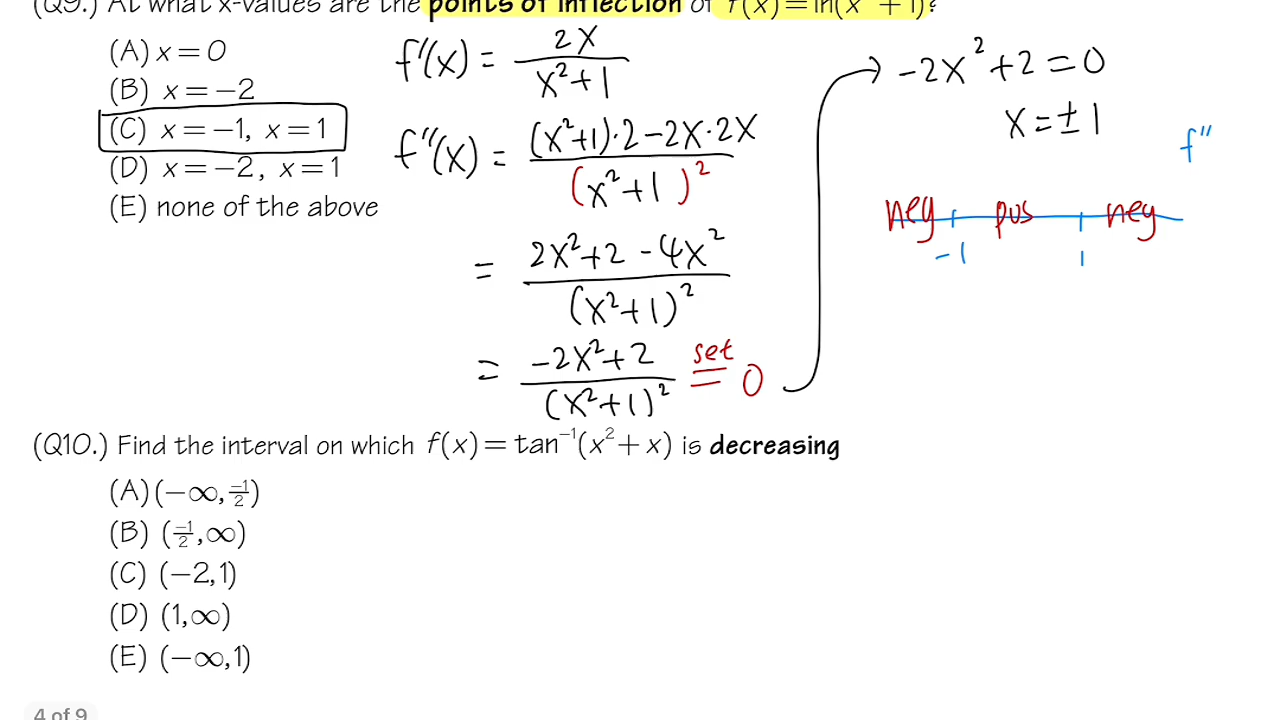 (Q9.) At what x-values are the points of inflection of f(x)=ln(x²+1)?
(A) x=0
(B) x=−2
(C) x=−1, x=1
(D) x=−2, x=1
(E) none of the above
f'(x) = 2x/(x²+1)
f''(x) = ((x²+1)·2−2x·2x)/(x²+1)²
= (2x²+2−4x²)/(x²+1)²
= (−2x²+2)/(x²+1)² set = 0
−2x²+2=0
x=±1
f''
neg pos neg
−1 1
(Q10.) Find the interval on which f(x)=tan⁻¹(x²+x) is decreasing
(A) (−∞, −1/2)
(B) (−1/2, ∞)
(C) (−2,1)
(D) (1,∞)
(E) (−∞,1)
4 of 9